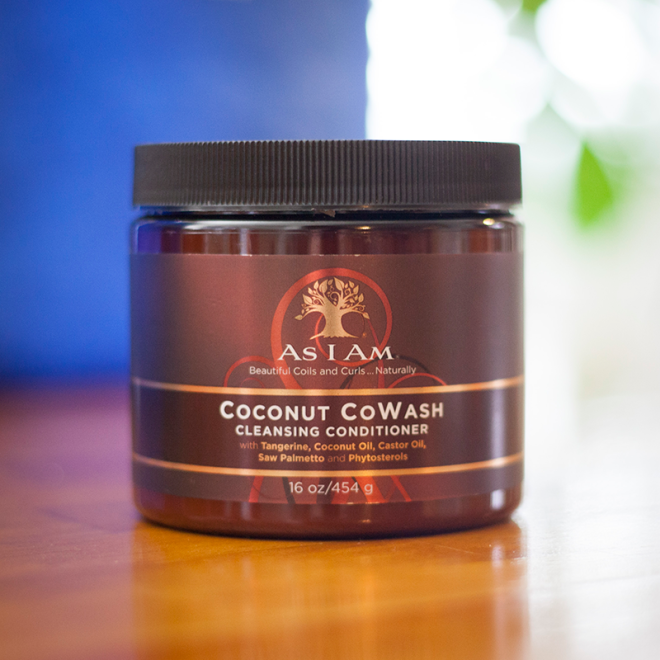 As I Am
Beautiful Coils and Curls...Naturally
Coconut CoWash
CLEANSING CONDITIONER
with Tangerine, Coconut Oil, Castor Oil,
Saw Palmetto and Phytosterols
16 oz/454 g